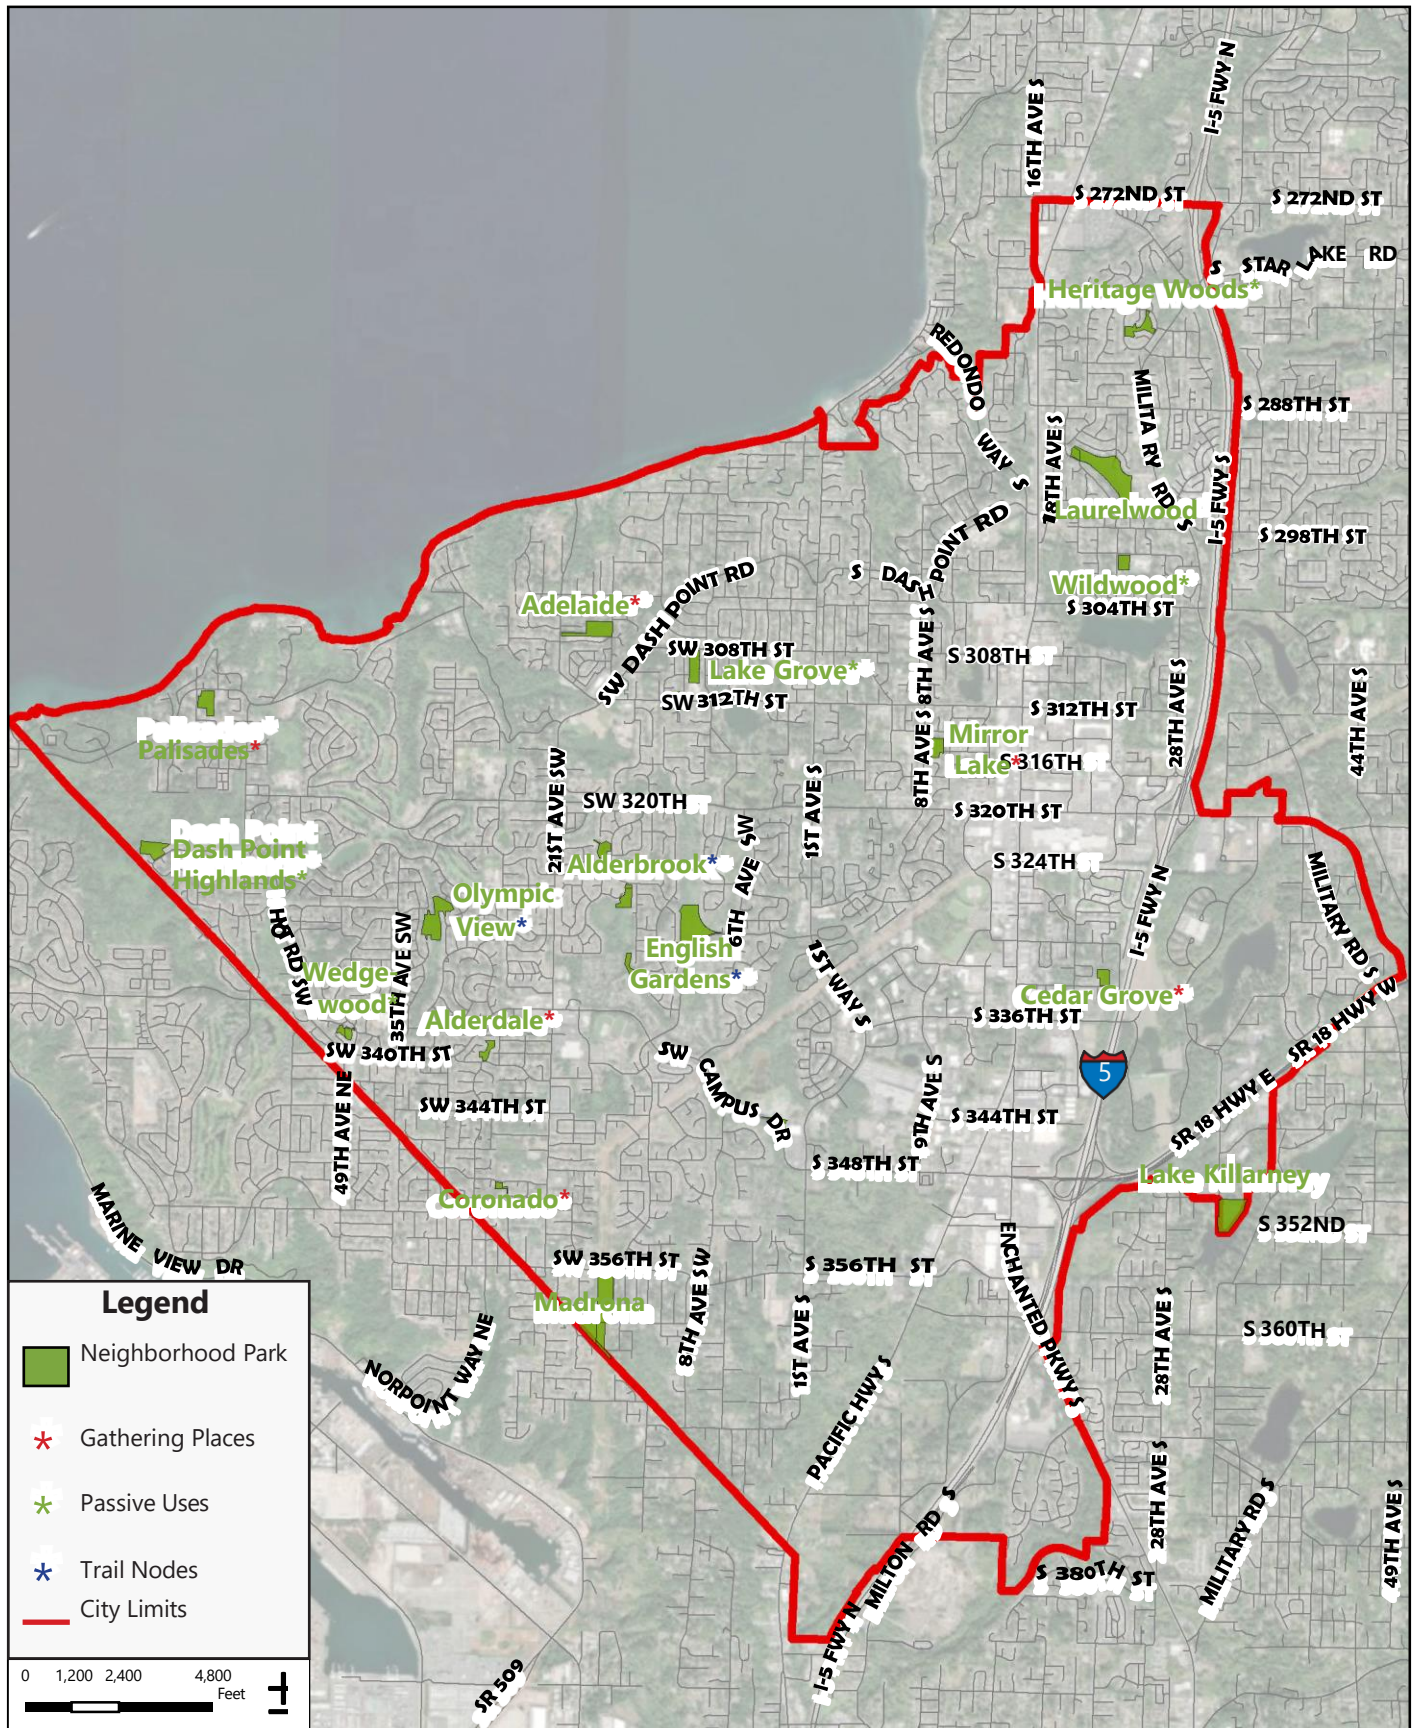 16TH AVE S
I-5 FWY N
S 272ND ST
S 272ND ST
S STAR LAKE RD
Heritage Woods*
REDONDO WAY S
MILITA RY RD S
S 288TH ST
18TH AVE S
I-5 FWY S
Laurelwood
S 298TH ST
S DASH POINT RD
SW DASH POINT RD
Wildwood*
S 304TH ST
Adelaide*
8TH AVE S
SW 308TH ST
S 308TH ST
Lake Grove*
SW 312TH ST
S 312TH ST
28TH AVE S
44TH AVE S
Palisades*
8TH AVE S
Mirror
Lake*
S 316TH ST
21ST AVE SW
SW 320TH ST
1ST AVE S
S 320TH ST
Dash Point
Highlands*
Alderbrook*
6TH AVE SW
S 324TH ST
MILITARY RD S
I-5 FWY N
Olympic
View*
HOYT RD SW
35TH AVE SW
English
Gardens*
1ST WAY S
Wedge-
wood*
Cedar Grove*
Alderdale*
S 336TH ST
SR 18 HWY W
SW 340TH ST
SW CAMPUS DR
5
49TH AVE NE
SW 344TH ST
9TH AVE S
S 344TH ST
SR 18 HWY E
S 348TH ST
Lake Killarney
Coronado*
MARINE VIEW DR
S 352ND ST
SW 356TH ST
8TH AVE SW
S 356TH ST
ENCHANTED PKWY S
Madrona
1ST AVE S
28TH AVE S
S 360TH ST
NORPOINT WAY NE
PACIFIC HWY S
28TH AVE S
MILITARY RD S
49TH AVE S
MILTON RD S
S 380TH ST
I-5 FWY N
SR 509
Legend
Neighborhood Park
* Gathering Places
* Passive Uses
* Trail Nodes
City Limits
0 1,200 2,400 4,800
Feet